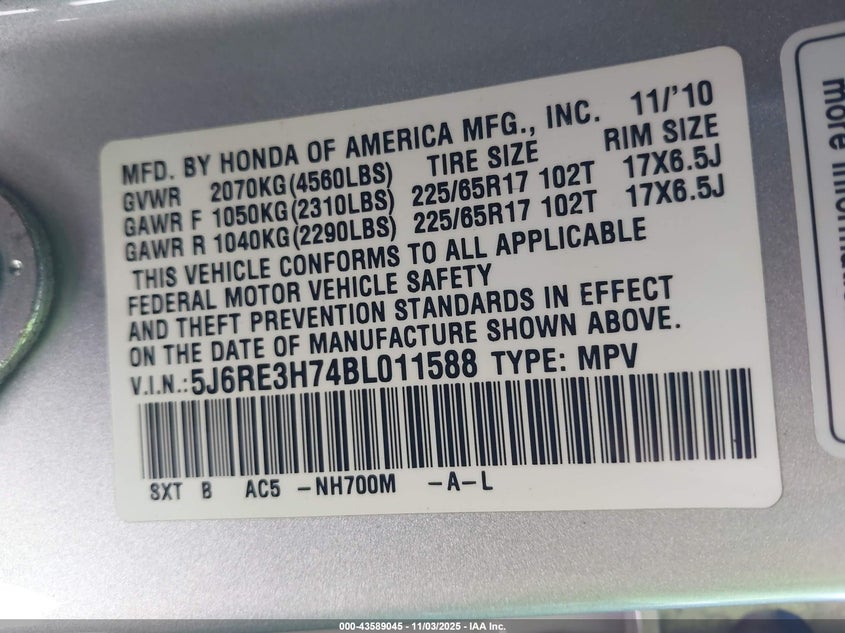 MFD. BY HONDA OF AMERICA MFG., INC. 11/'10
GVWR 2070KG(4560LBS) TIRE SIZE RIM SIZE
GAWR F 1050KG(2310LBS) 225/65R17 102T 17X6.5J
GAWR R 1040KG(2290LBS) 225/65R17 102T 17X6.5J
THIS VEHICLE CONFORMS TO ALL APPLICABLE
FEDERAL MOTOR VEHICLE SAFETY
AND THEFT PREVENTION STANDARDS IN EFFECT
ON THE DATE OF MANUFACTURE SHOWN ABOVE.
V.I.N.:5J6RE3H74BL011588 TYPE: MPV
SXT B AC5 -NH700M -A-L
more
000-43589045 - 11/03/2025 - IAA Inc.